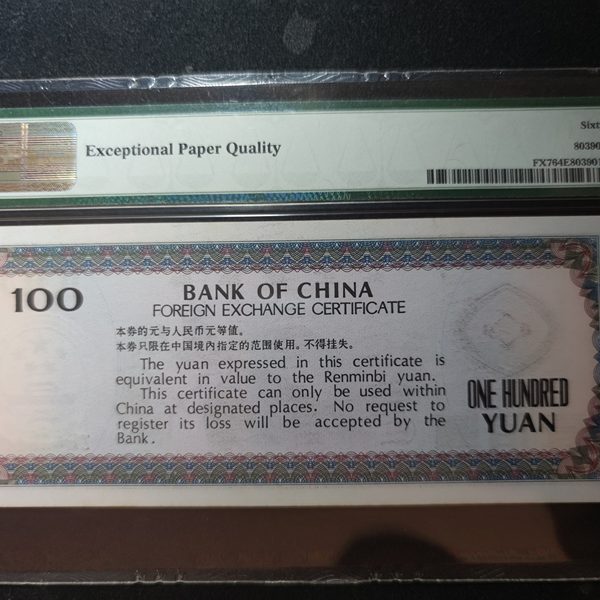 Exceptional Paper Quality
100
BANK OF CHINA
FOREIGN EXCHANGE CERTIFICATE
本券的元与人民币元等值。
本券只限在中国境内指定的范围使用。不得挂失。
The yuan expressed in this certificate is
equivalent in value to the Renminbi yuan.
This certificate can only be used within
China at designated places. No request to
register its loss will be accepted by the
Bank.
ONE HUNDRED
YUAN